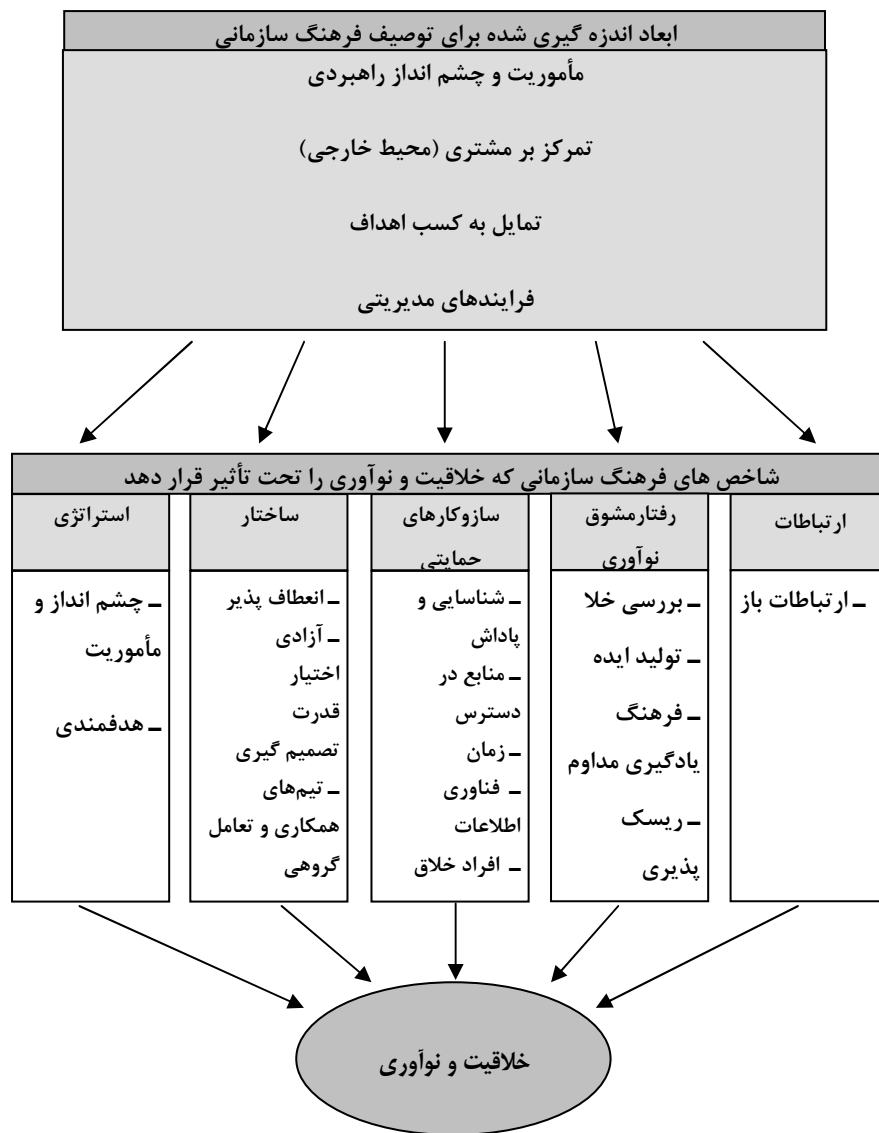 ابعاد اندزه گیری شده برای توصیف فرهنگ سازمانی
مأموریت و چشم انداز راهبردی
تمرکز بر مشتری (محیط خارجی)
تمایل به کسب اهداف
فرایندهای مدیریتی
شاخص های فرهنگ سازمانی که خلاقیت و نوآوری را تحت تأثیر قرار دهد
ارتباطات
ـ ارتباطات باز
رفتارمشوق
نوآوری
ـ بررسی خلا
ـ تولید ایده
ـ فرهنگ
یادگیری مداوم
ـ ریسک
پذیری
سازوکارهای
حمایتی
ـ شناسایی و
پاداش
ـ منابع در
دسترس
ـ زمان
ـ فناوری
اطلاعات
ـ افراد خلاق
ساختار
ـ انعطاف پذیر
ـ آزادی
اختیار
قدرت
تصمیم گیری
ـ تیم‌های
همکاری و تعامل
گروهی
استراتژی
ـ چشم انداز و
مأموریت
ـ هدفمندی
خلاقیت و نوآوری